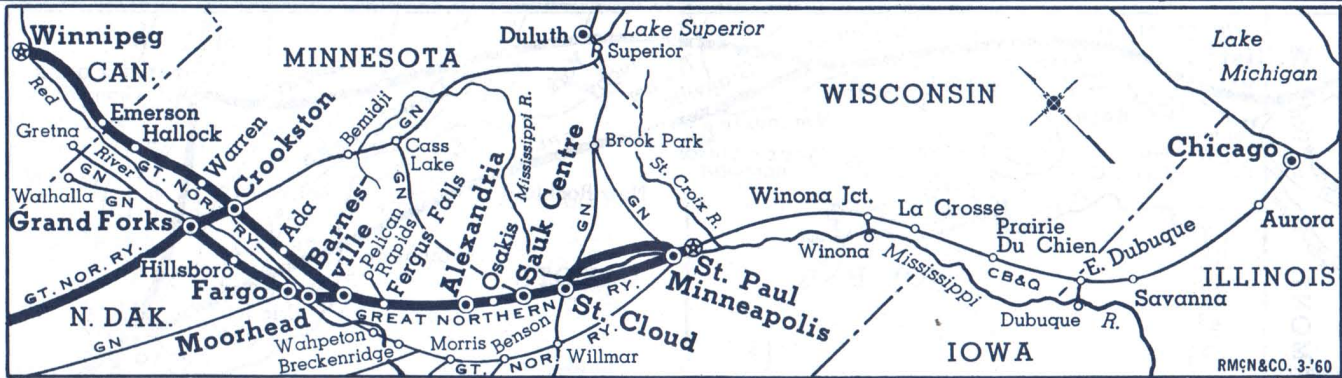 Winnipeg
CAN.
Red
River
Emerson
Hallock
Gretna
Walhalla
GN
GN
GT. NOR.
RY.
Warren
Crookston
Grand Forks
GT. NOR. RY.
Hillsboro
Fargo
N. DAK.
GN
Moorhead
Ada
Barnes-
ville
MINNESOTA
Bemidji
GN
Cass
Lake
GN
Pelican
Rapids
Fergus Falls
Alexandria
Osakis
Mississippi R.
Sauk Centre
GREAT NORTHERN
RY.
Wahpeton
Breckenridge
Morris
Benson
GT. NOR.
RY.
Willmar
St. Cloud
Duluth
Lake Superior
Superior
Brook Park
GN
GN
St. Croix R.
St. Paul
Minneapolis
WISCONSIN
Winona Jct.
Winona
La Crosse
Prairie
Du Chien
Mississippi
R.
CB&Q
E. Dubuque
Dubuque
Savanna
IOWA
Lake
Michigan
Chicago
Aurora
ILLINOIS
RMCN&CO. 3-'60